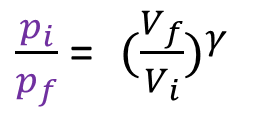 p_i/p_f = (V_f/V_i)^γ